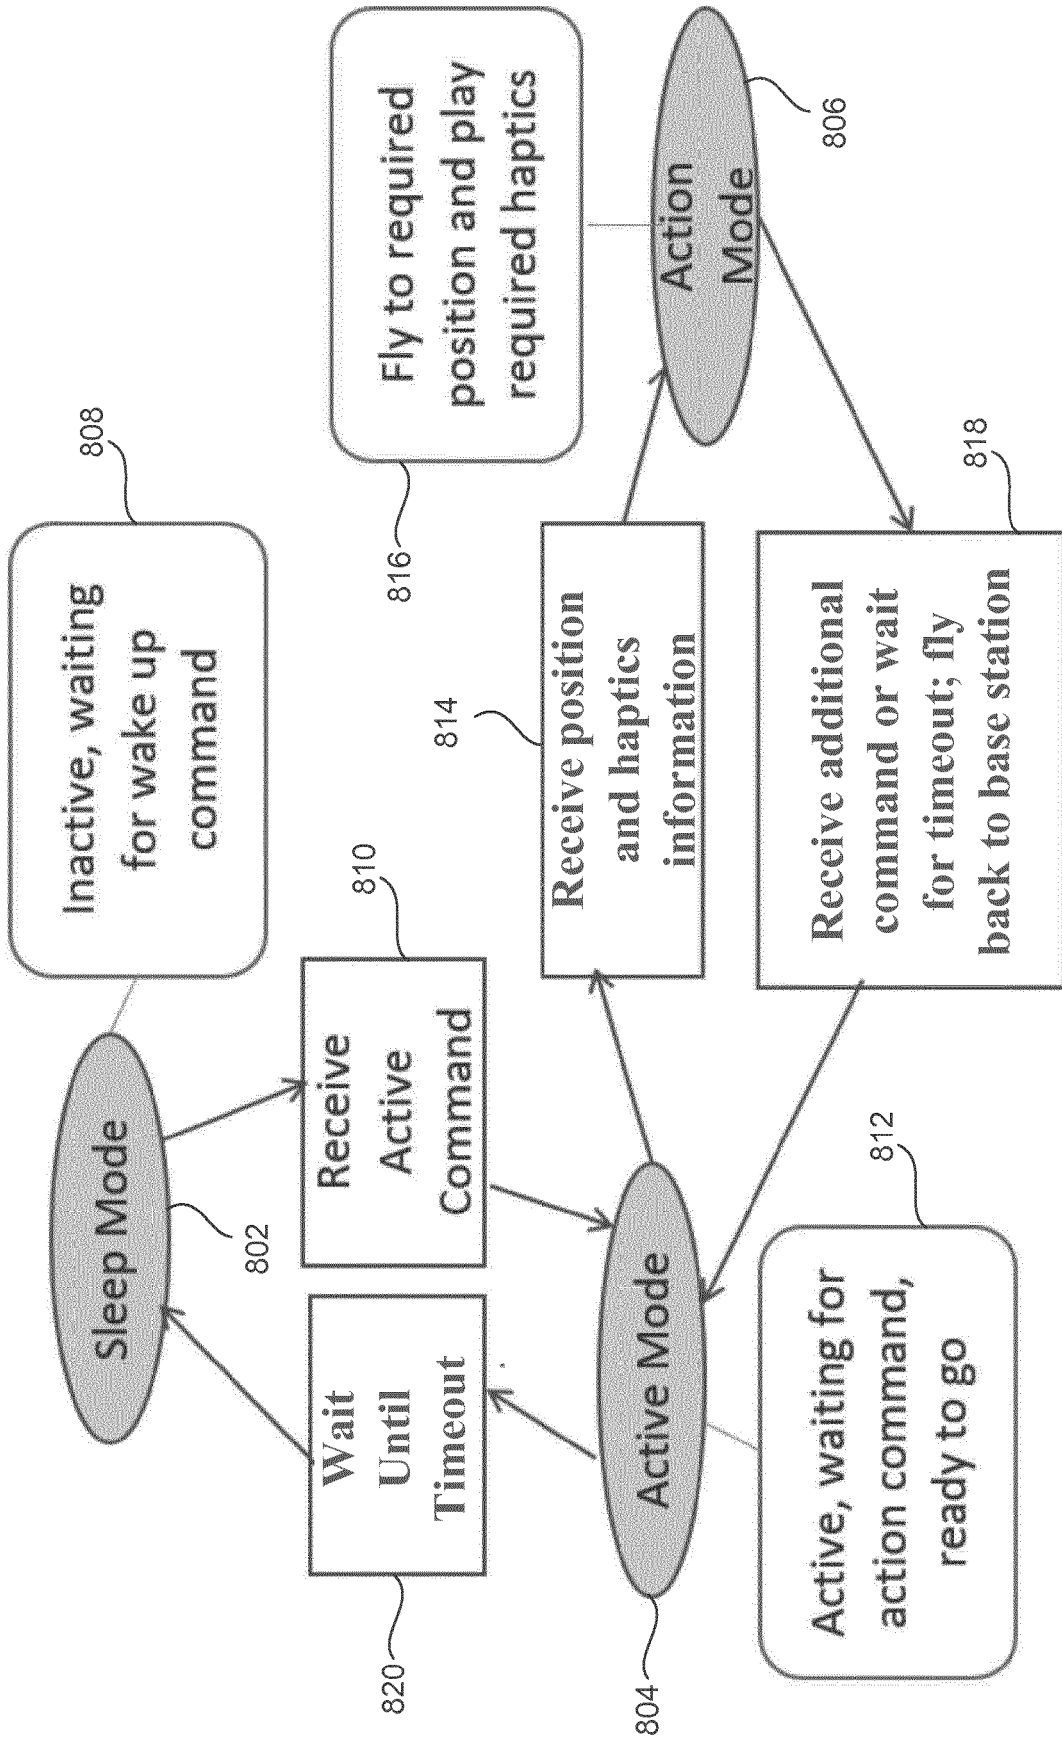 Sleep Mode
802
Inactive, waiting
for wake up
command
808
Wait
Until
Timeout
820
Receive
Active
Command
810
Fly to required
position and play
required haptics
816
Active Mode
804
Receive position
and haptics
information
814
Action
Mode
806
Active, waiting for
action command,
ready to go
812
Receive additional
command or wait
for timeout; fly
back to base station
818